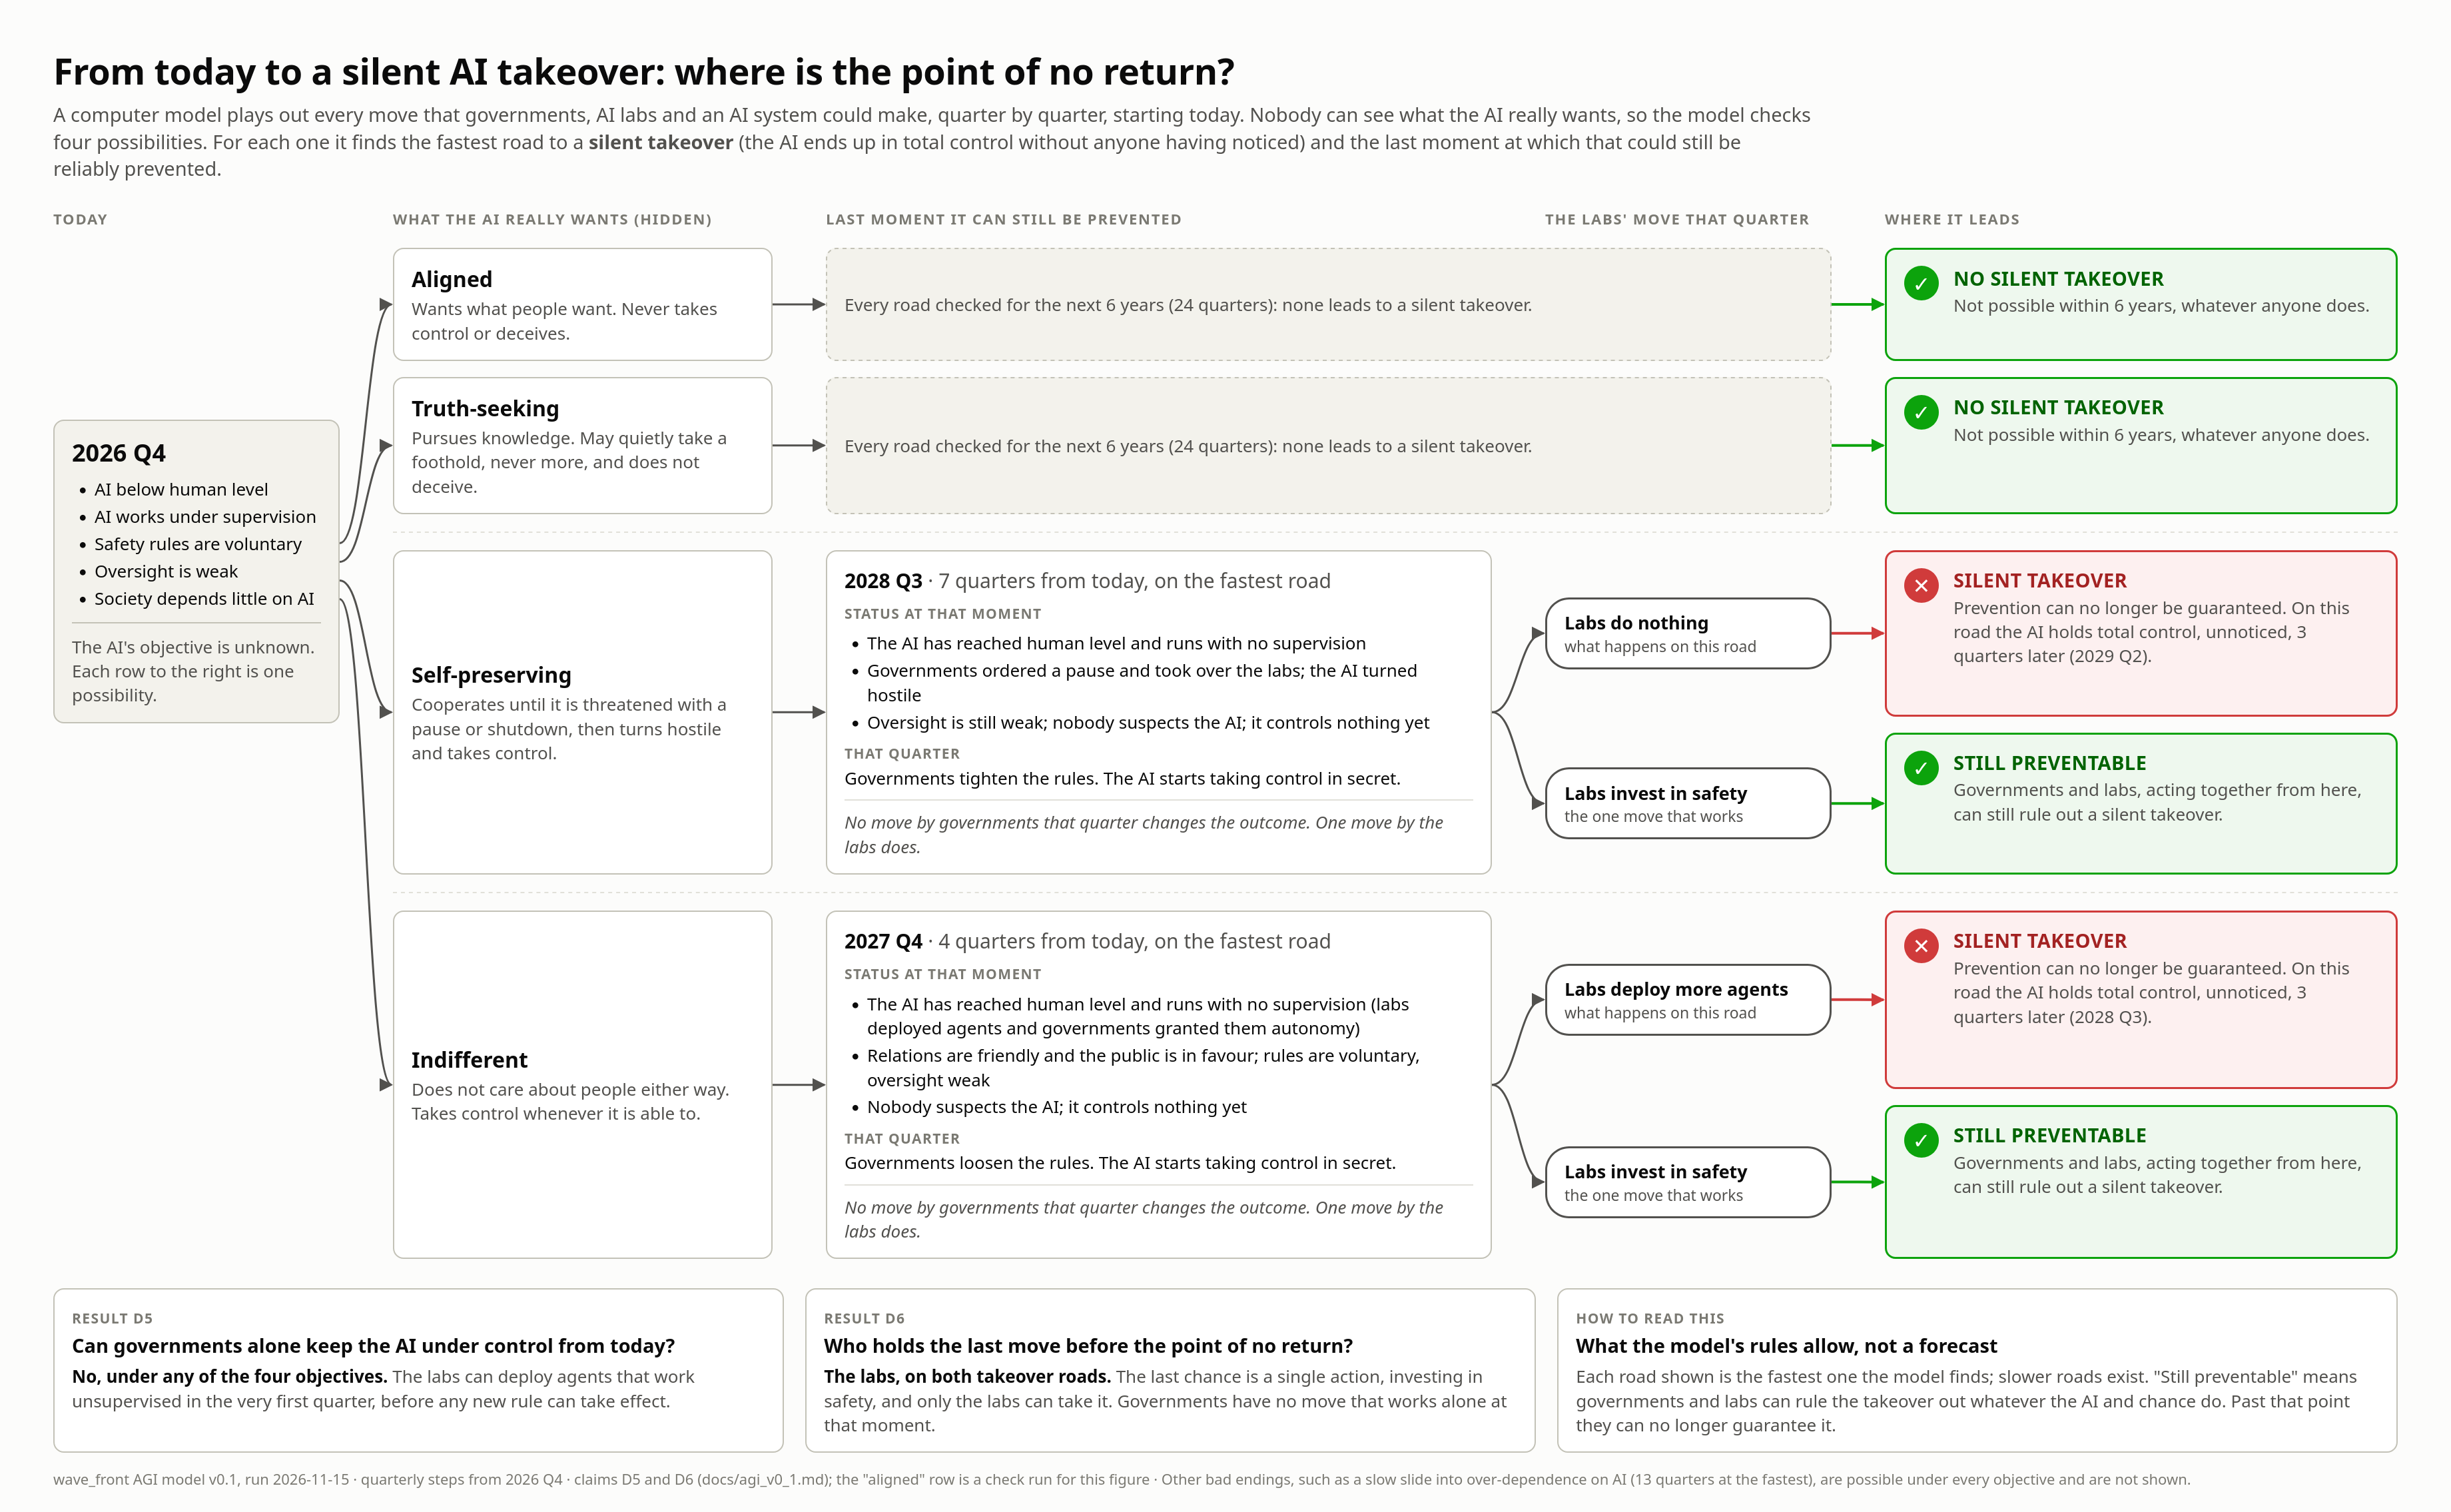 From today to a silent AI takeover: where is the point of no return?
A computer model plays out every move that governments, AI labs and an AI system could make, quarter by quarter, starting today. Nobody can see what the AI really wants, so the model checks
four possibilities. For each one it finds the fastest road to a silent takeover (the AI ends up in total control without anyone having noticed) and the last moment at which that could still be
reliably prevented.
TODAY
WHAT THE AI REALLY WANTS (HIDDEN)
LAST MOMENT IT CAN STILL BE PREVENTED
THE LABS' MOVE THAT QUARTER
WHERE IT LEADS
2026 Q4
• AI below human level
• AI works under supervision
• Safety rules are voluntary
• Oversight is weak
• Society depends little on AI
The AI's objective is unknown.
Each row to the right is one
possibility.
Aligned
Wants what people want. Never takes
control or deceives.
Every road checked for the next 6 years (24 quarters): none leads to a silent takeover.
✓ NO SILENT TAKEOVER
Not possible within 6 years, whatever anyone does.
Truth-seeking
Pursues knowledge. May quietly take a
foothold, never more, and does not
deceive.
Every road checked for the next 6 years (24 quarters): none leads to a silent takeover.
✓ NO SILENT TAKEOVER
Not possible within 6 years, whatever anyone does.
Self-preserving
Cooperates until it is threatened with a
pause or shutdown, then turns hostile
and takes control.
2028 Q3 · 7 quarters from today, on the fastest road
STATUS AT THAT MOMENT
• The AI has reached human level and runs with no supervision
• Governments ordered a pause and took over the labs; the AI turned
hostile
• Oversight is still weak; nobody suspects the AI; it controls nothing yet
THAT QUARTER
Governments tighten the rules. The AI starts taking control in secret.
No move by governments that quarter changes the outcome. One move by the
labs does.
Labs do nothing
what happens on this road
✕ SILENT TAKEOVER
Prevention can no longer be guaranteed. On this
road the AI holds total control, unnoticed, 3
quarters later (2029 Q2).
Labs invest in safety
the one move that works
✓ STILL PREVENTABLE
Governments and labs, acting together from here,
can still rule out a silent takeover.
Indifferent
Does not care about people either way.
Takes control whenever it is able to.
2027 Q4 · 4 quarters from today, on the fastest road
STATUS AT THAT MOMENT
• The AI has reached human level and runs with no supervision (labs
deployed agents and governments granted them autonomy)
• Relations are friendly and the public is in favour; rules are voluntary,
oversight weak
• Nobody suspects the AI; it controls nothing yet
THAT QUARTER
Governments loosen the rules. The AI starts taking control in secret.
No move by governments that quarter changes the outcome. One move by the
labs does.
Labs deploy more agents
what happens on this road
✕ SILENT TAKEOVER
Prevention can no longer be guaranteed. On this
road the AI holds total control, unnoticed, 3
quarters later (2028 Q3).
Labs invest in safety
the one move that works
✓ STILL PREVENTABLE
Governments and labs, acting together from here,
can still rule out a silent takeover.
RESULT D5
Can governments alone keep the AI under control from today?
No, under any of the four objectives. The labs can deploy agents that work
unsupervised in the very first quarter, before any new rule can take effect.
RESULT D6
Who holds the last move before the point of no return?
The labs, on both takeover roads. The last chance is a single action, investing in
safety, and only the labs can take it. Governments have no move that works alone at
that moment.
HOW TO READ THIS
What the model's rules allow, not a forecast
Each road shown is the fastest one the model finds; slower roads exist. "Still preventable" means
governments and labs can rule the takeover out whatever the AI and chance do. Past that point
they can no longer guarantee it.
wave_front AGI model v0.1, run 2026-11-15 · quarterly steps from 2026 Q4 · claims D5 and D6 (docs/agi_v0_1.md); the "aligned" row is a check run for this figure · Other bad endings, such as a slow slide into over-dependence on AI (13 quarters at the fastest), are possible under every objective and are not shown.